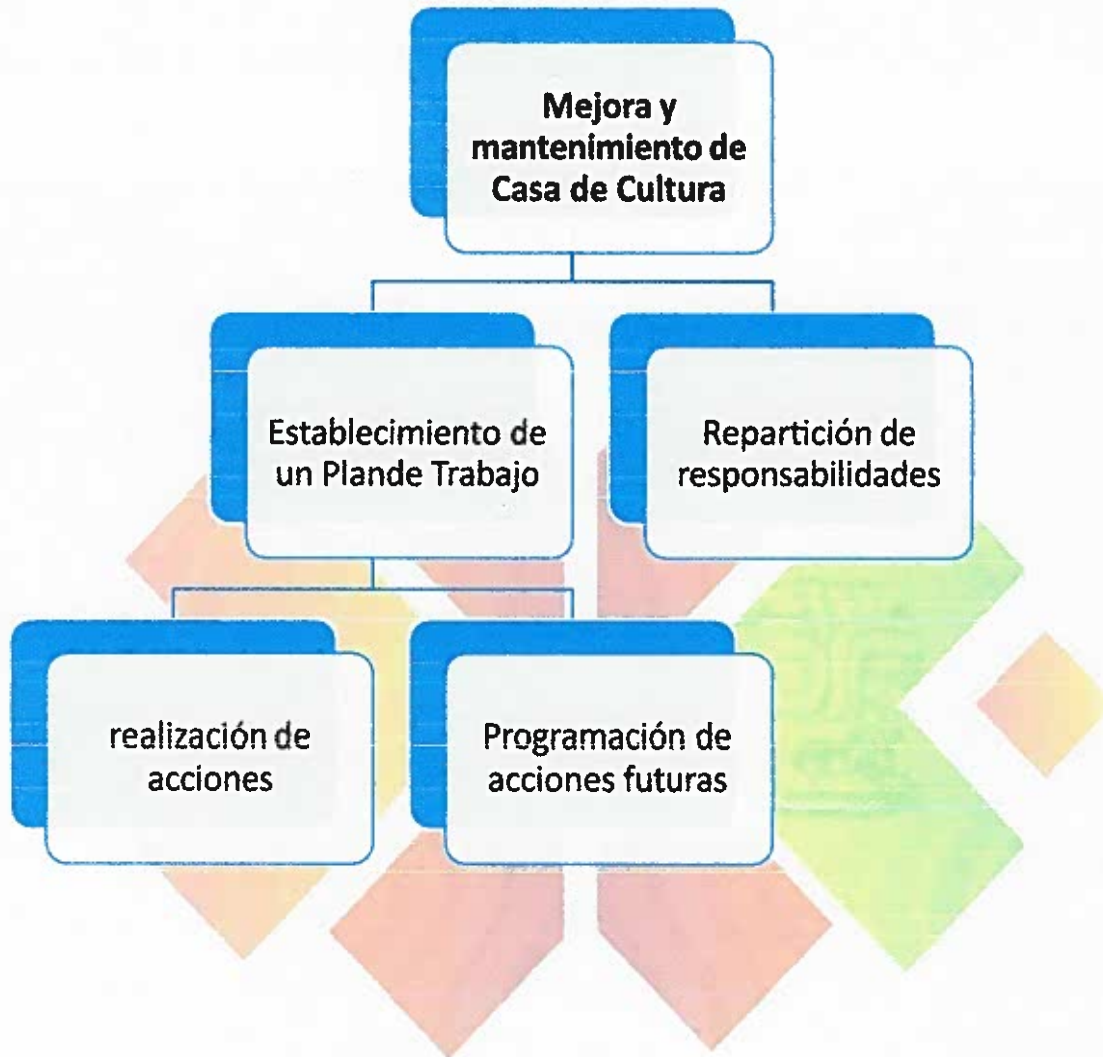 Mejora y
mantenimiento de
Casa de Cultura
Establecimiento de
un Plande Trabajo
Repartición de
responsabilidades
realización de
acciones
Programación de
acciones futuras